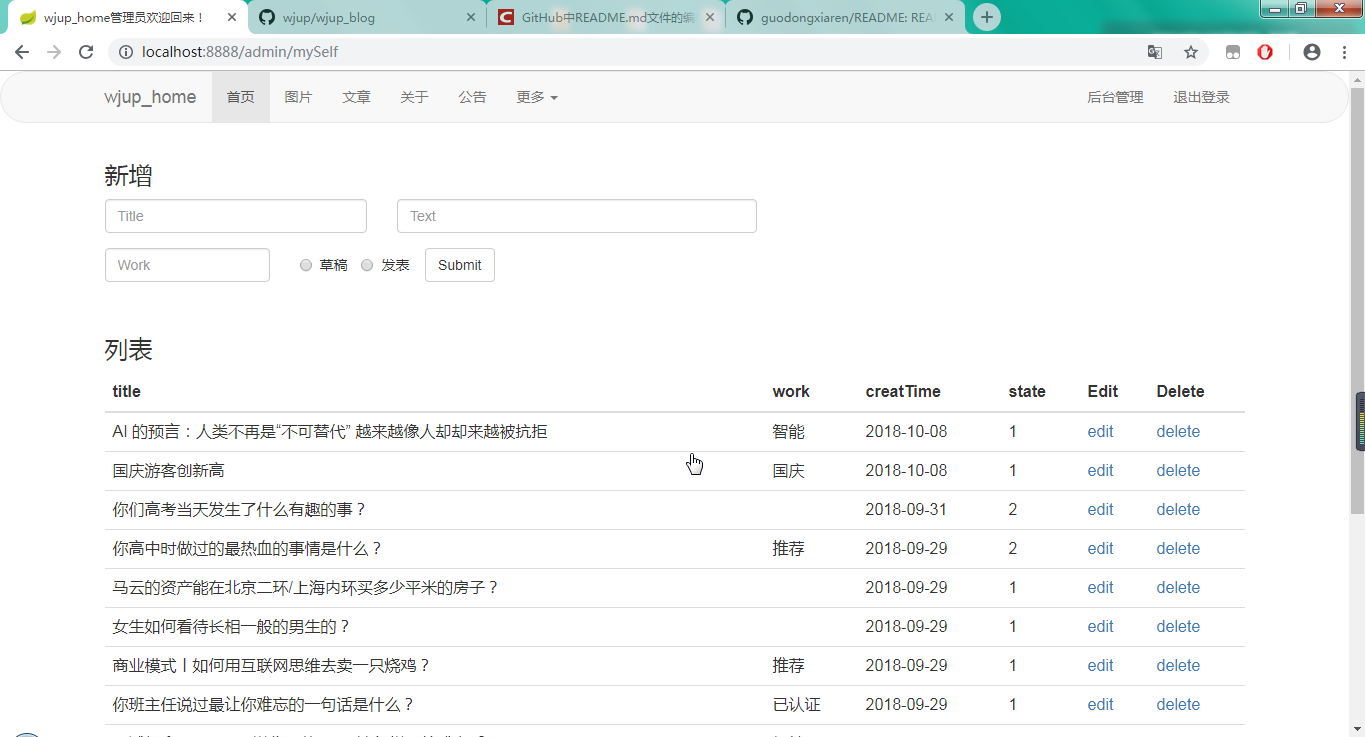 wjup_home管理员欢迎回来！ wjup/wjup_blog GitHub中README.md文件的编 guodongxiaren/README: REA
localhost:8888/admin/mySelf
wjup_home 首页 图片 文章 关于 公告 更多 后台管理 退出登录
新增
Title Text
Work 草稿 发表 Submit
列表
title work creatTime state Edit Delete
AI 的预言：人类不再是“不可替代” 越来越像人却却来越被抗拒 智能 2018-10-08 1 edit delete
国庆游客创新高 国庆 2018-10-08 1 edit delete
你们高考当天发生了什么有趣的事？ 2018-09-31 2 edit delete
你高中时做过的最热血的事情是什么？ 推荐 2018-09-29 2 edit delete
马云的资产能在北京二环/上海内环买多少平米的房子？ 2018-09-29 1 edit delete
女生如何看待长相一般的男生的？ 2018-09-29 1 edit delete
商业模式丨如何用互联网思维去卖一只烧鸡？ 推荐 2018-09-29 1 edit delete
你班主任说过最让你难忘的一句话是什么？ 已认证 2018-09-29 1 edit delete